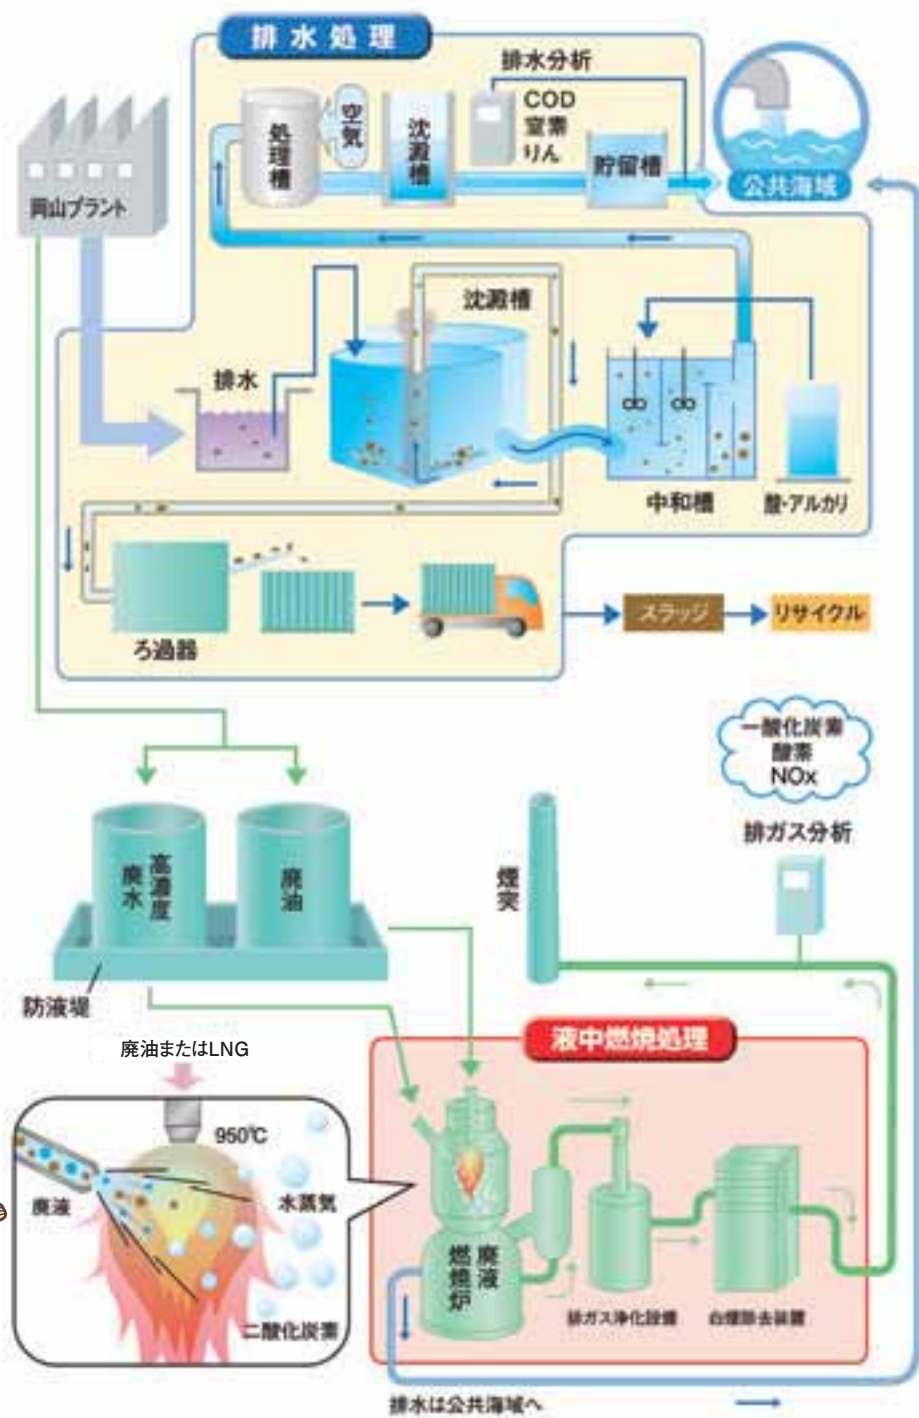 排水処理
排水分析
COD
窒素
りん
処理槽
空気
沈澱槽
貯留槽
公共海域
岡山プラント
沈澱槽
排水
中和槽
酸・アルカリ
ろ過器
スラッジ
リサイクル
一酸化炭素
酸素
NOx
排ガス分析
煙突
高濃度
廃水
廃油
防液堤
廃油またはLNG
液中燃焼処理
950℃
廃液
水蒸気
二酸化炭素
廃液
燃焼炉
排ガス浄化設備
白煙除去装置
排水は公共海域へ